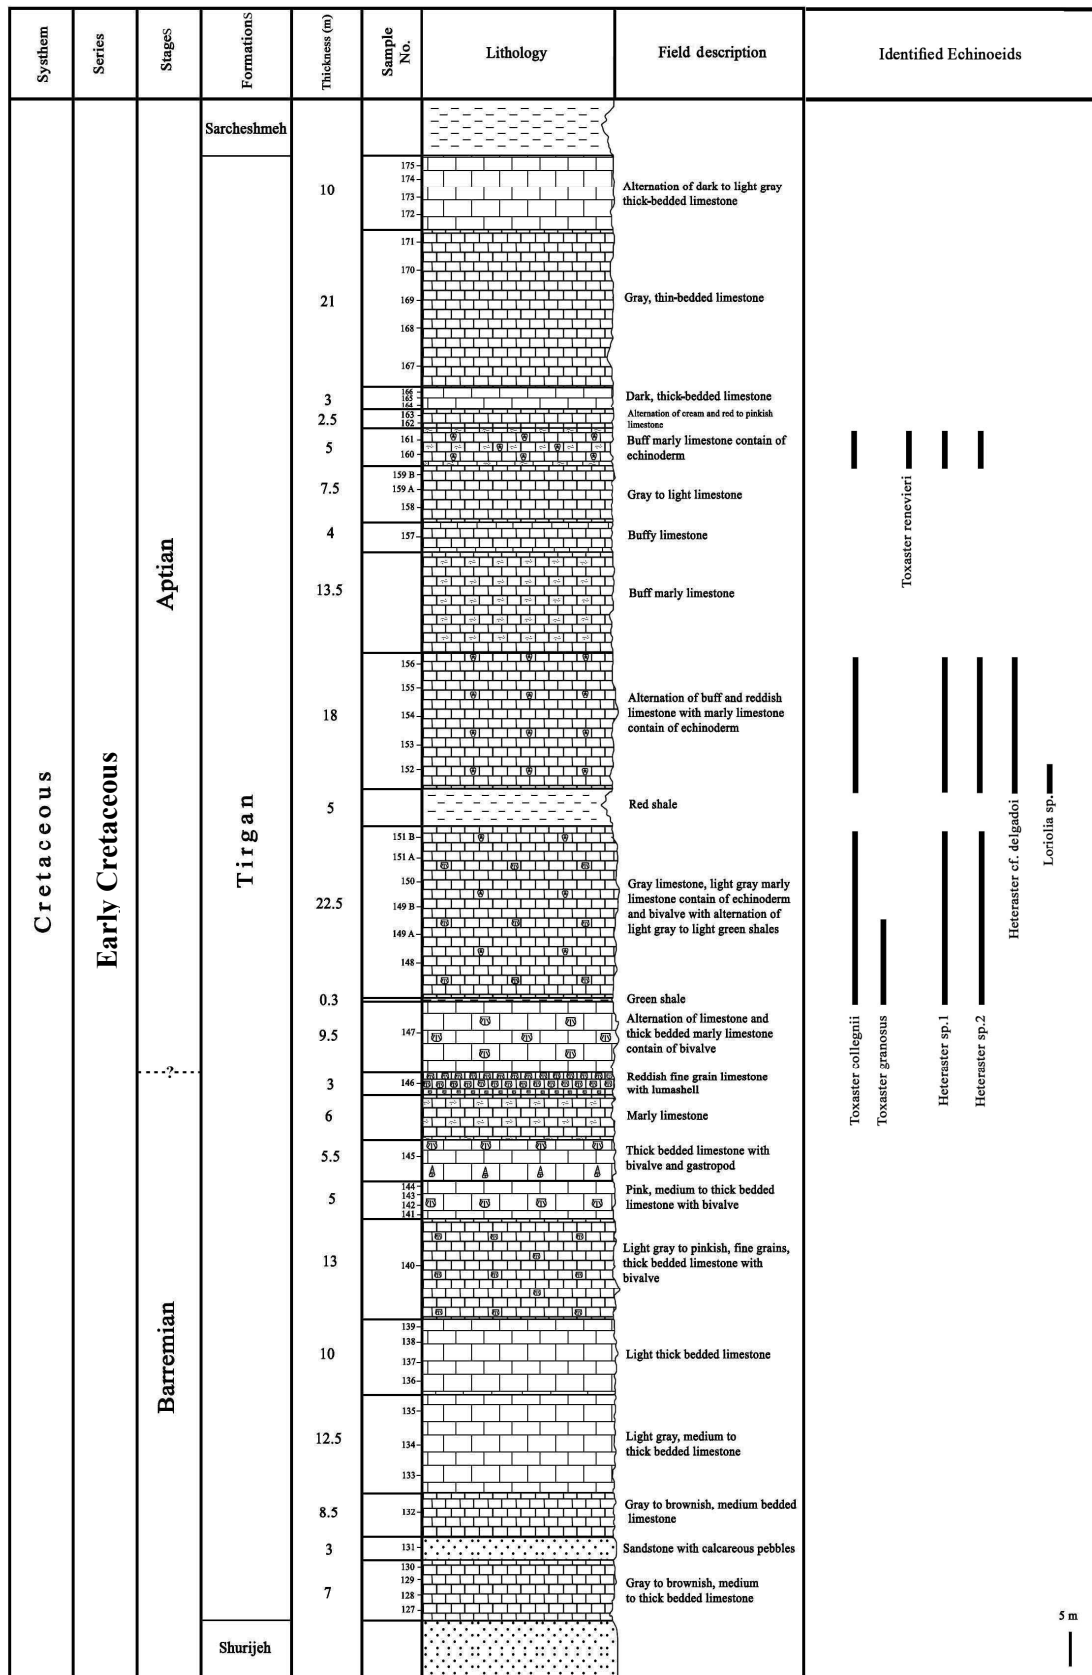 Systhem
Series
Stages
Formations
Thickness (m)
Sample
No.
Lithology
Field description
Identified Echinoeids
Cretaceous
Early Cretaceous
Aptian
?
Barremian
Sarcheshmeh
Tirgan
Shurijeh
10
175
174
173
172
Alternation of dark to light gray
thick-bedded limestone
21
171
170
169
168
167
Gray, thin-bedded limestone
3
166
165
164
Dark, thick-bedded limestone
2.5
163
162
Alternation of cream and red to pinkish
limestone
5
161
160
Buff marly limestone contain of
echinoderm
7.5
159 B
159 A
158
Gray to light limestone
4
157
Buffy limestone
13.5
Buff marly limestone
18
156
155
154
153
152
Alternation of buff and reddish
limestone with marly limestone
contain of echinoderm
5
Red shale
22.5
151 B
151 A
150
149 B
149 A
148
Gray limestone, light gray marly
limestone contain of echinoderm
and bivalve with alternation of
light gray to light green shales
0.3
Green shale
9.5
147
Alternation of limestone and
thick bedded marly limestone
contain of bivalve
3
146
Reddish fine grain limestone
with lumashell
6
Marly limestone
5.5
145
Thick bedded limestone with
bivalve and gastropod
5
144
143
142
141
Pink, medium to thick bedded
limestone with bivalve
13
140
Light gray to pinkish, fine grains,
thick bedded limestone with
bivalve
10
139
138
137
136
Light thick bedded limestone
12.5
135
134
133
Light gray, medium to
thick bedded limestone
8.5
132
Gray to brownish, medium bedded
limestone
3
131
Sandstone with calcareous pebbles
7
130
129
128
127
Gray to brownish, medium
to thick bedded limestone
Toxaster collegnii
Toxaster granosus
Toxaster renevieri
Heteraster sp.1
Heteraster sp.2
Heteraster cf. delgadoi
Loriolia sp.
5 m